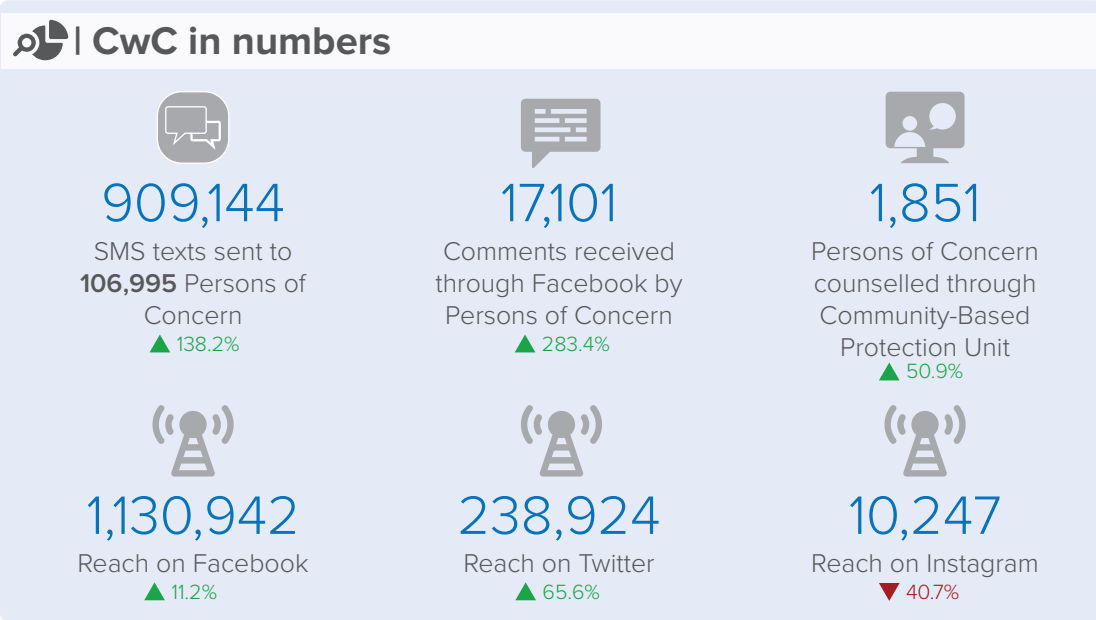 | CwC in numbers
909,144
SMS texts sent to
106,995 Persons of
Concern
▲ 138.2%
17,101
Comments received
through Facebook by
Persons of Concern
▲ 283.4%
1,851
Persons of Concern
counselled through
Community-Based
Protection Unit
▲ 50.9%
1,130,942
Reach on Facebook
▲ 11.2%
238,924
Reach on Twitter
▲ 65.6%
10,247
Reach on Instagram
▼ 40.7%